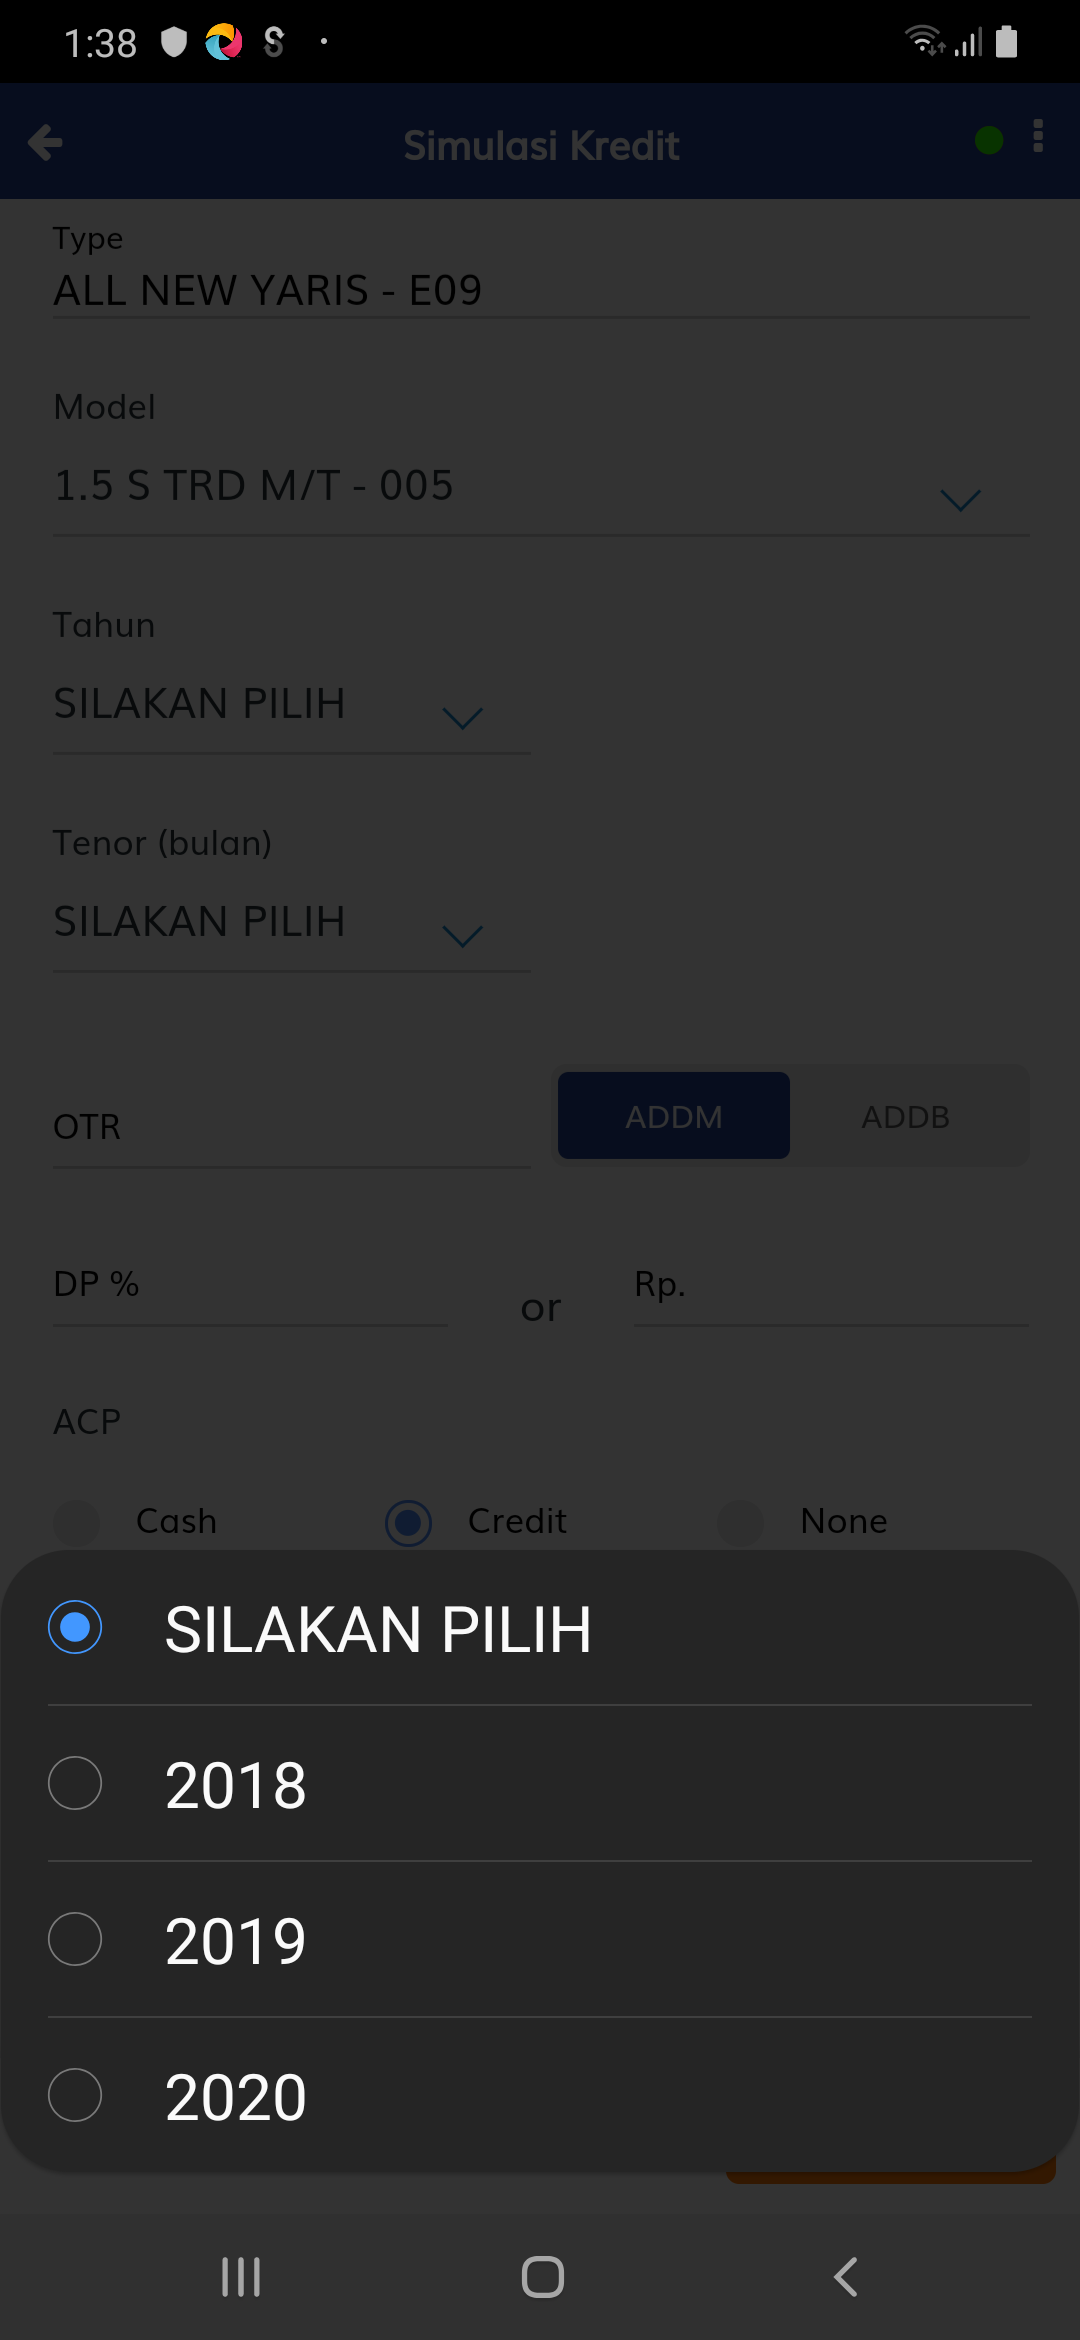 1:38
Simulasi Kredit
Type
ALL NEW YARIS - E09
Model
1.5 S TRD M/T - 005
Tahun
SILAKAN PILIH
Tenor (bulan)
SILAKAN PILIH
OTR
ADDM ADDB
DP %
or
Rp.
ACP
Cash Credit None
SILAKAN PILIH
2018
2019
2020